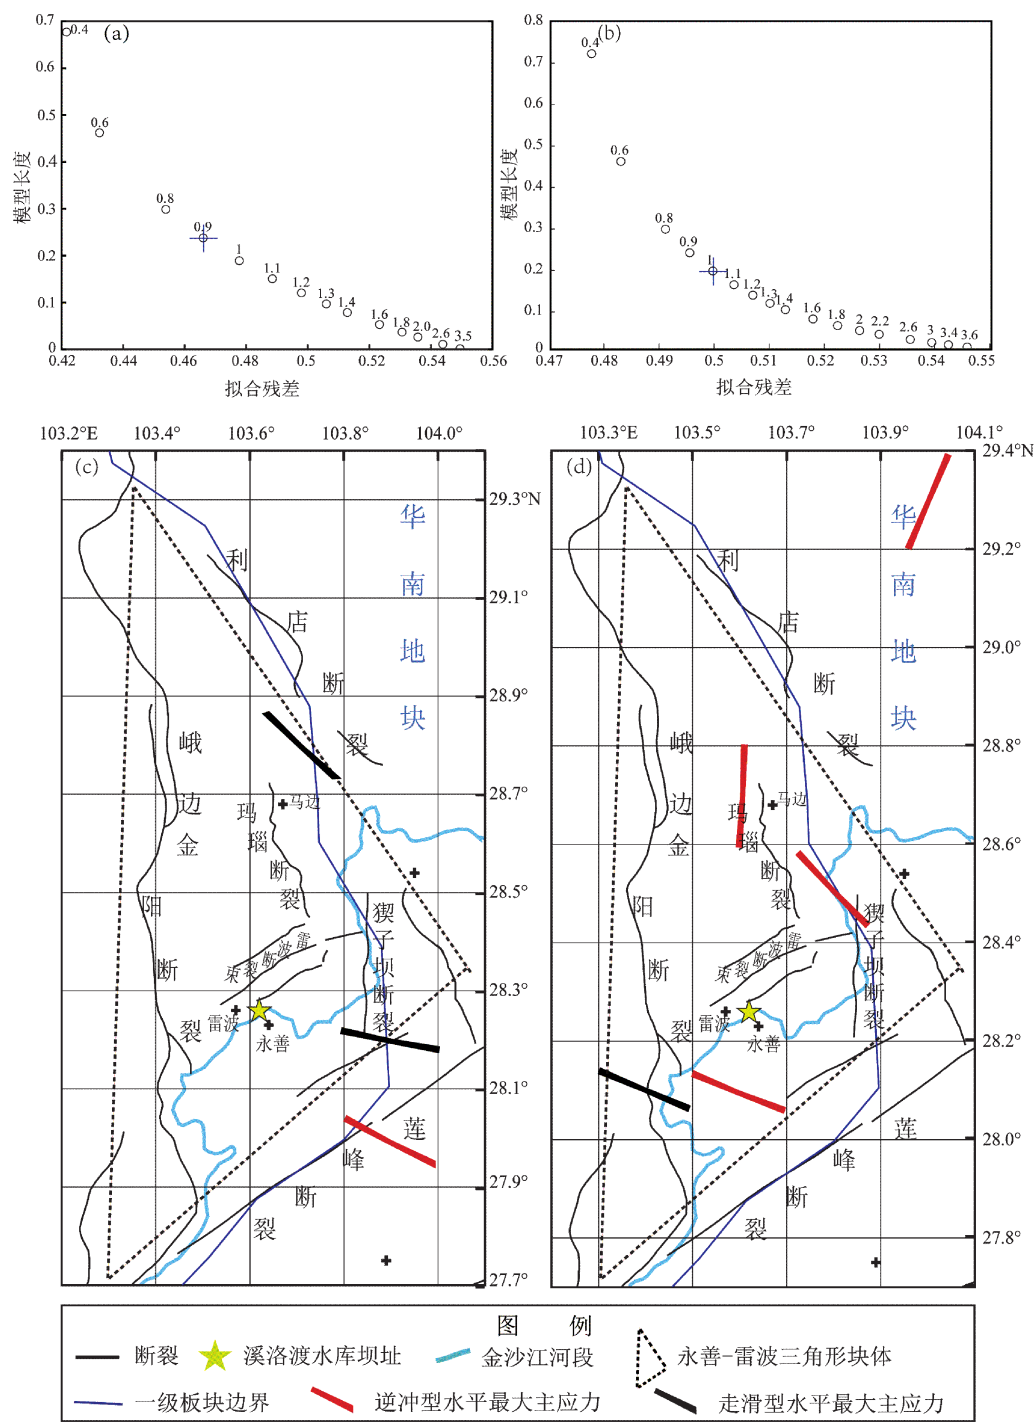 (a)
模型长度
0.7
0.6
0.5
0.4
0.3
0.2
0.1
0
0.4
0.6
0.8
0.9
1
1.1
1.2
1.3
1.4
1.6
1.8
2.0
2.6
3.5
0.42
0.44
0.46
0.48
0.5
0.52
0.54
0.56
拟合残差
(b)
模型长度
0.8
0.7
0.6
0.5
0.4
0.3
0.2
0.1
0
0.4
0.6
0.8
0.9
1
1.1
1.2
1.3
1.4
1.6
1.8
2
2.2
2.6
3
3.4
3.6
0.47
0.48
0.49
0.50
0.51
0.52
0.53
0.54
0.55
拟合残差
103.2°E
103.4°
103.6°
103.8°
104.0°
(c)
29.3°N
29.1°
28.9°
28.7°
28.5°
28.3°
28.1°
27.9°
27.7°
华南地块
利店断裂
峨边金阳断裂
玛瑙断裂
马边
猰子坝断裂
雷波断裂束
雷波
永善
莲峰断裂
103.3°E
103.5°
103.7°
103.9°
104.1°
(d)
29.4°N
29.2°
29.0°
28.8°
28.6°
28.4°
28.2°
28.0°
27.8°
华南地块
利店断裂
峨边金阳断裂
玛瑙断裂
马边
猰子坝断裂
雷波断裂束
雷波
永善
莲峰断裂
图 例
断裂
溪洛渡水库坝址
金沙江河段
永善-雷波三角形块体
一级板块边界
逆冲型水平最大主应力
走滑型水平最大主应力